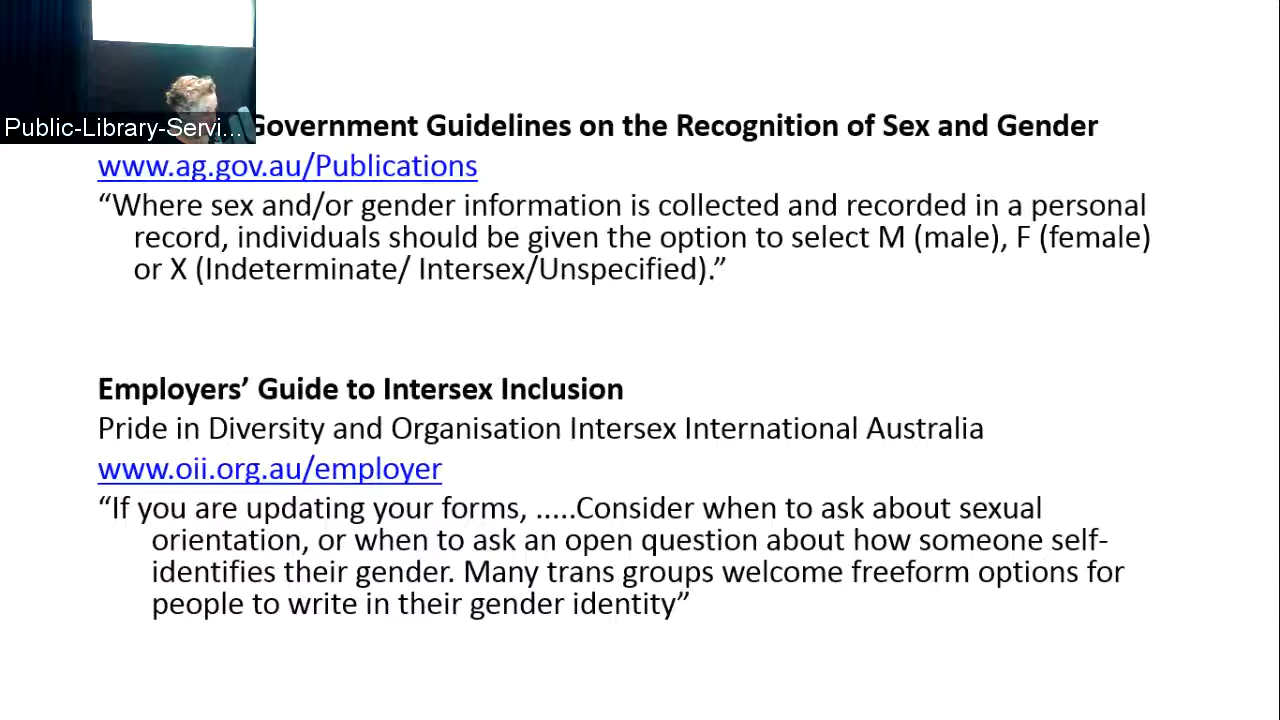 Public-Library-Servi...
Government Guidelines on the Recognition of Sex and Gender
www.ag.gov.au/Publications
“Where sex and/or gender information is collected and recorded in a personal
record, individuals should be given the option to select M (male), F (female)
or X (Indeterminate/ Intersex/Unspecified).”
Employers’ Guide to Intersex Inclusion
Pride in Diversity and Organisation Intersex International Australia
www.oii.org.au/employer
“If you are updating your forms, .....Consider when to ask about sexual
orientation, or when to ask an open question about how someone self-
identifies their gender. Many trans groups welcome freeform options for
people to write in their gender identity”